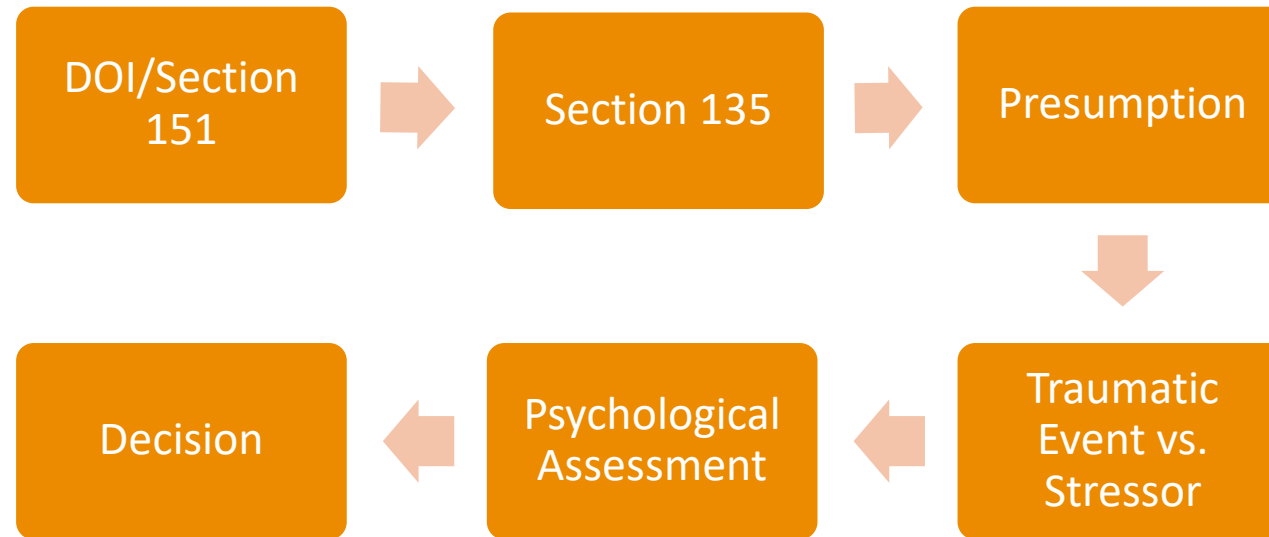 DOI/Section
151
Section 135
Presumption
Traumatic
Event vs.
Stressor
Psychological
Assessment
Decision